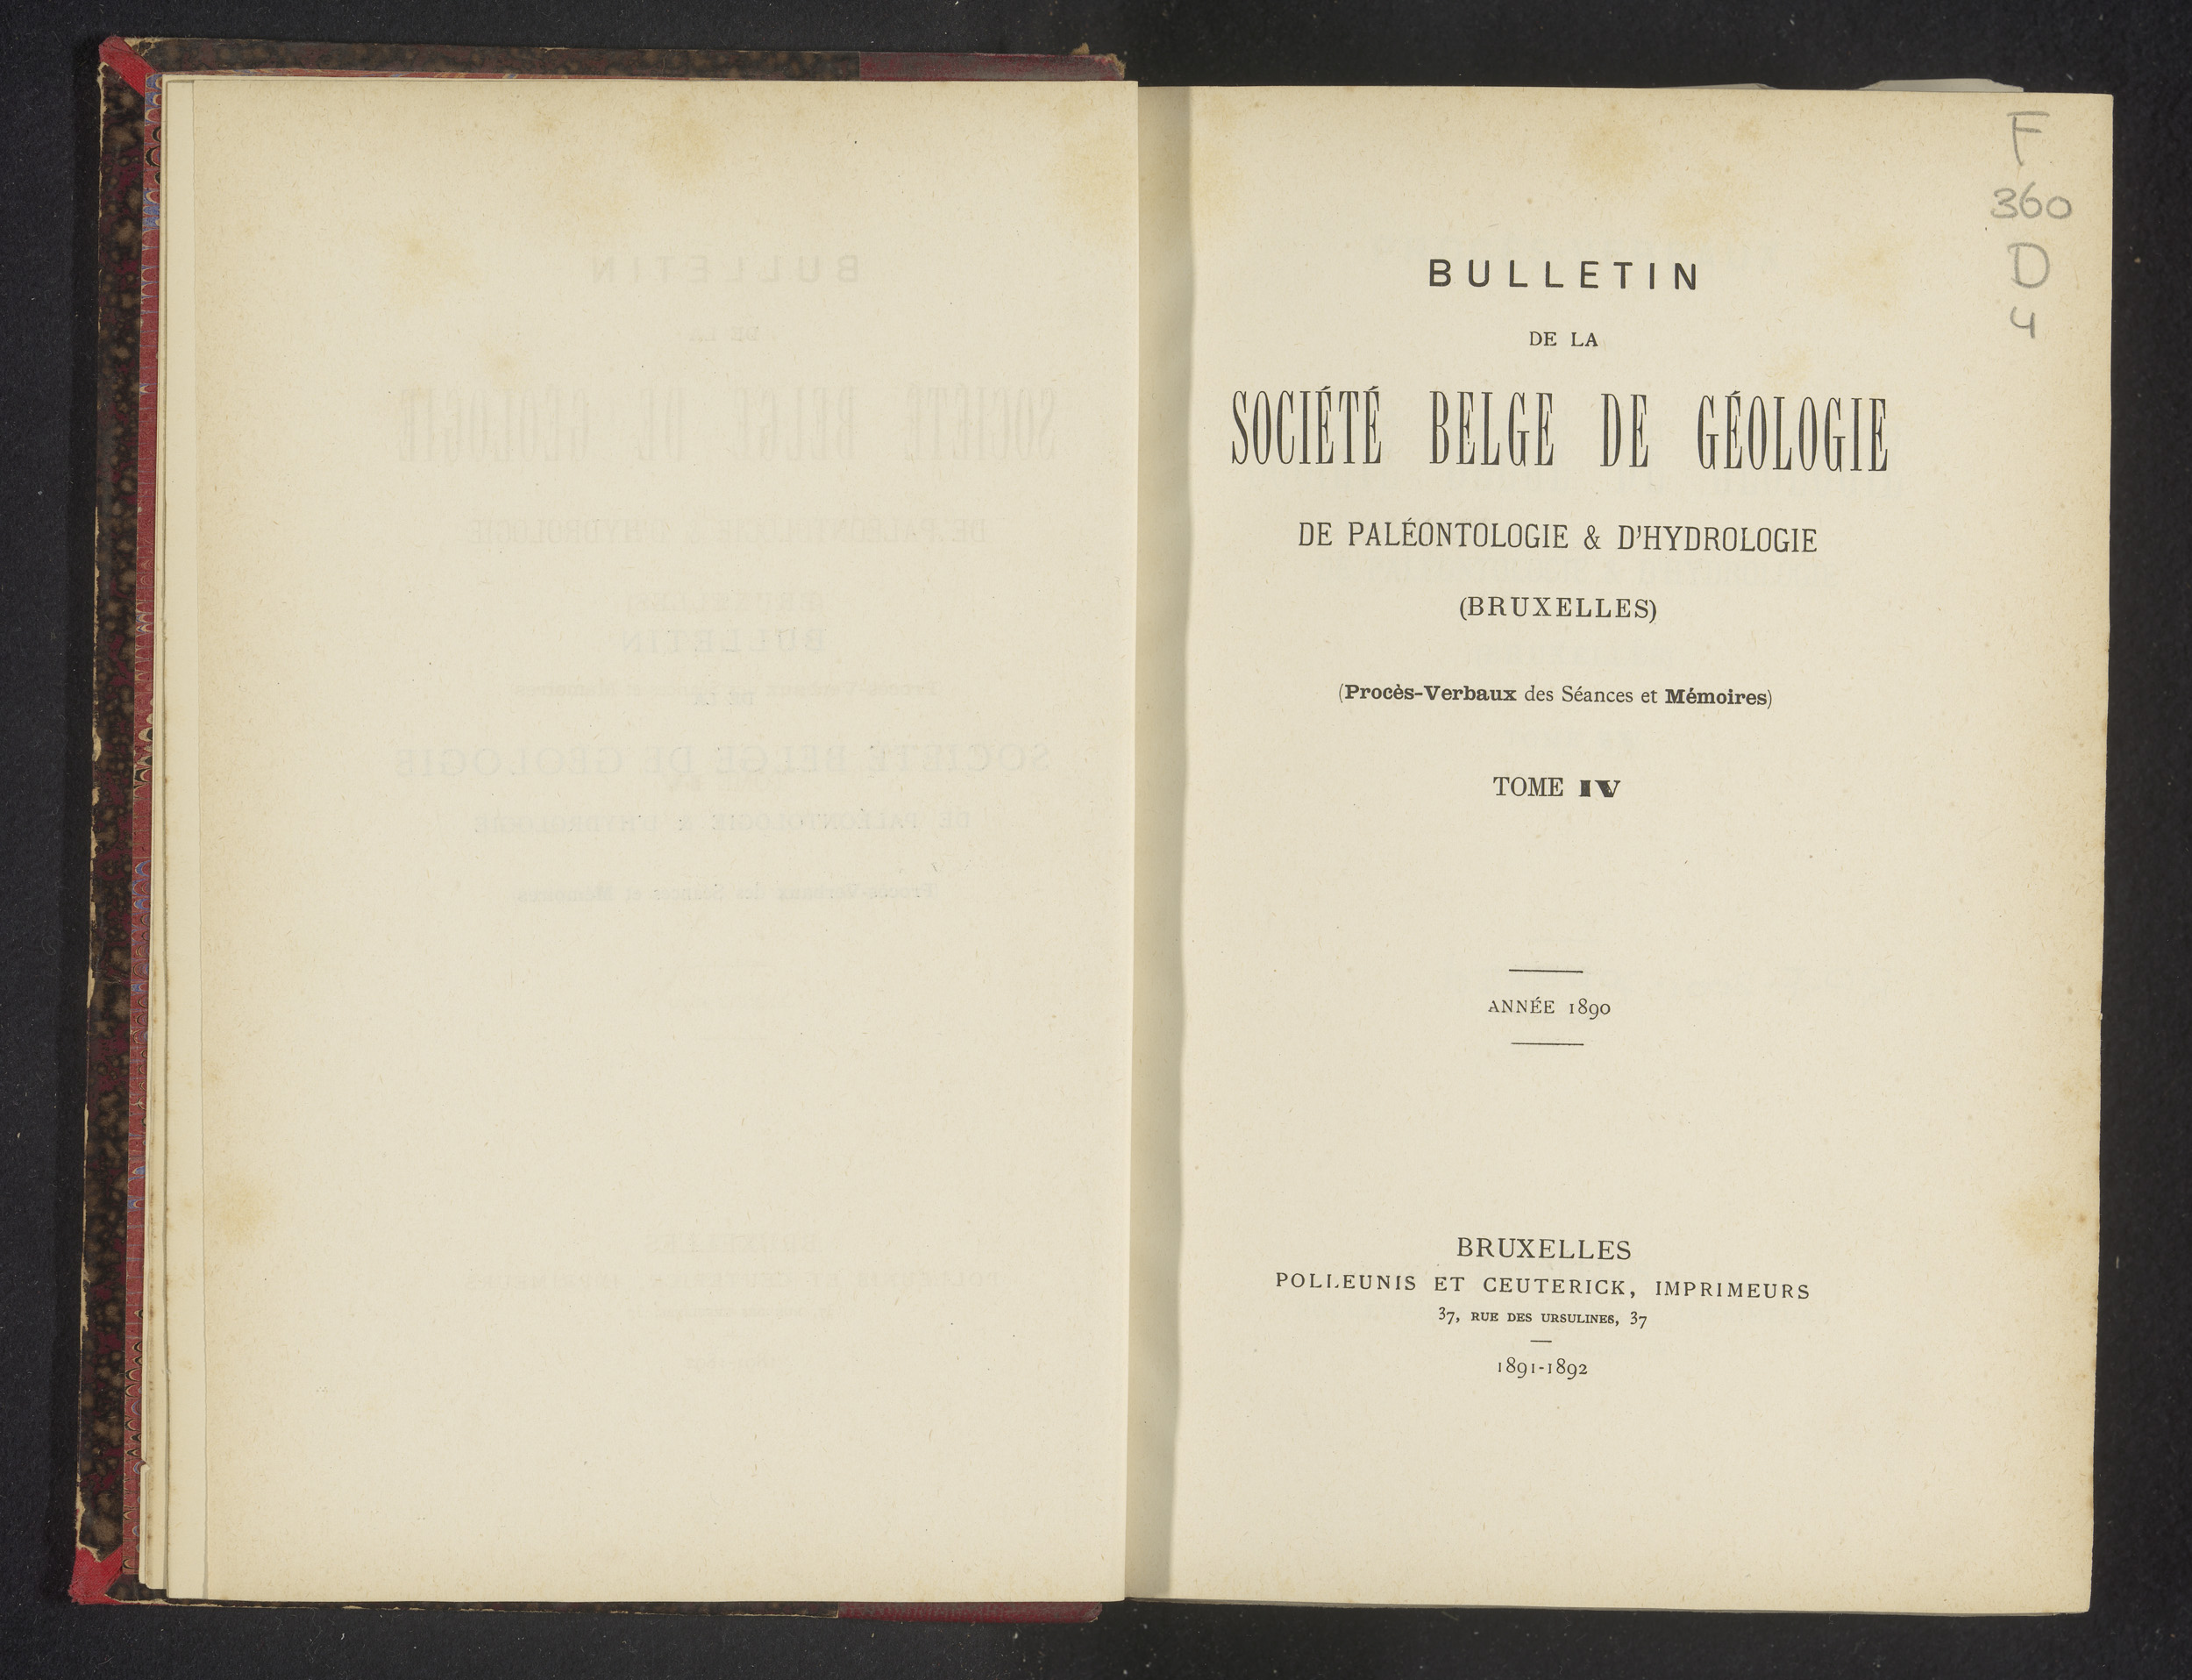 F
360
D
4
BULLETIN
DE LA
SOCIÉTÉ BELGE DE GÉOLOGIE
DE PALÉONTOLOGIE & D'HYDROLOGIE
(BRUXELLES)
(Procès-Verbaux des Séances et Mémoires)
TOME IV
ANNÉE 1890
BRUXELLES
POLLEUNIS ET CEUTERICK, IMPRIMEURS
37, RUE DES URSULINES, 37
1891-1892